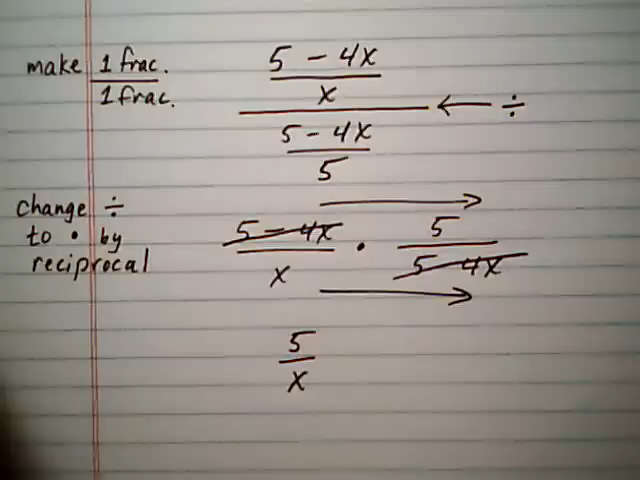 make 1 frac.
1 frac.
5 - 4x
x
← ÷
5 - 4x
5
change ÷
to • by
reciprocal
5 - 4x • 5
x 5 - 4x
5
x